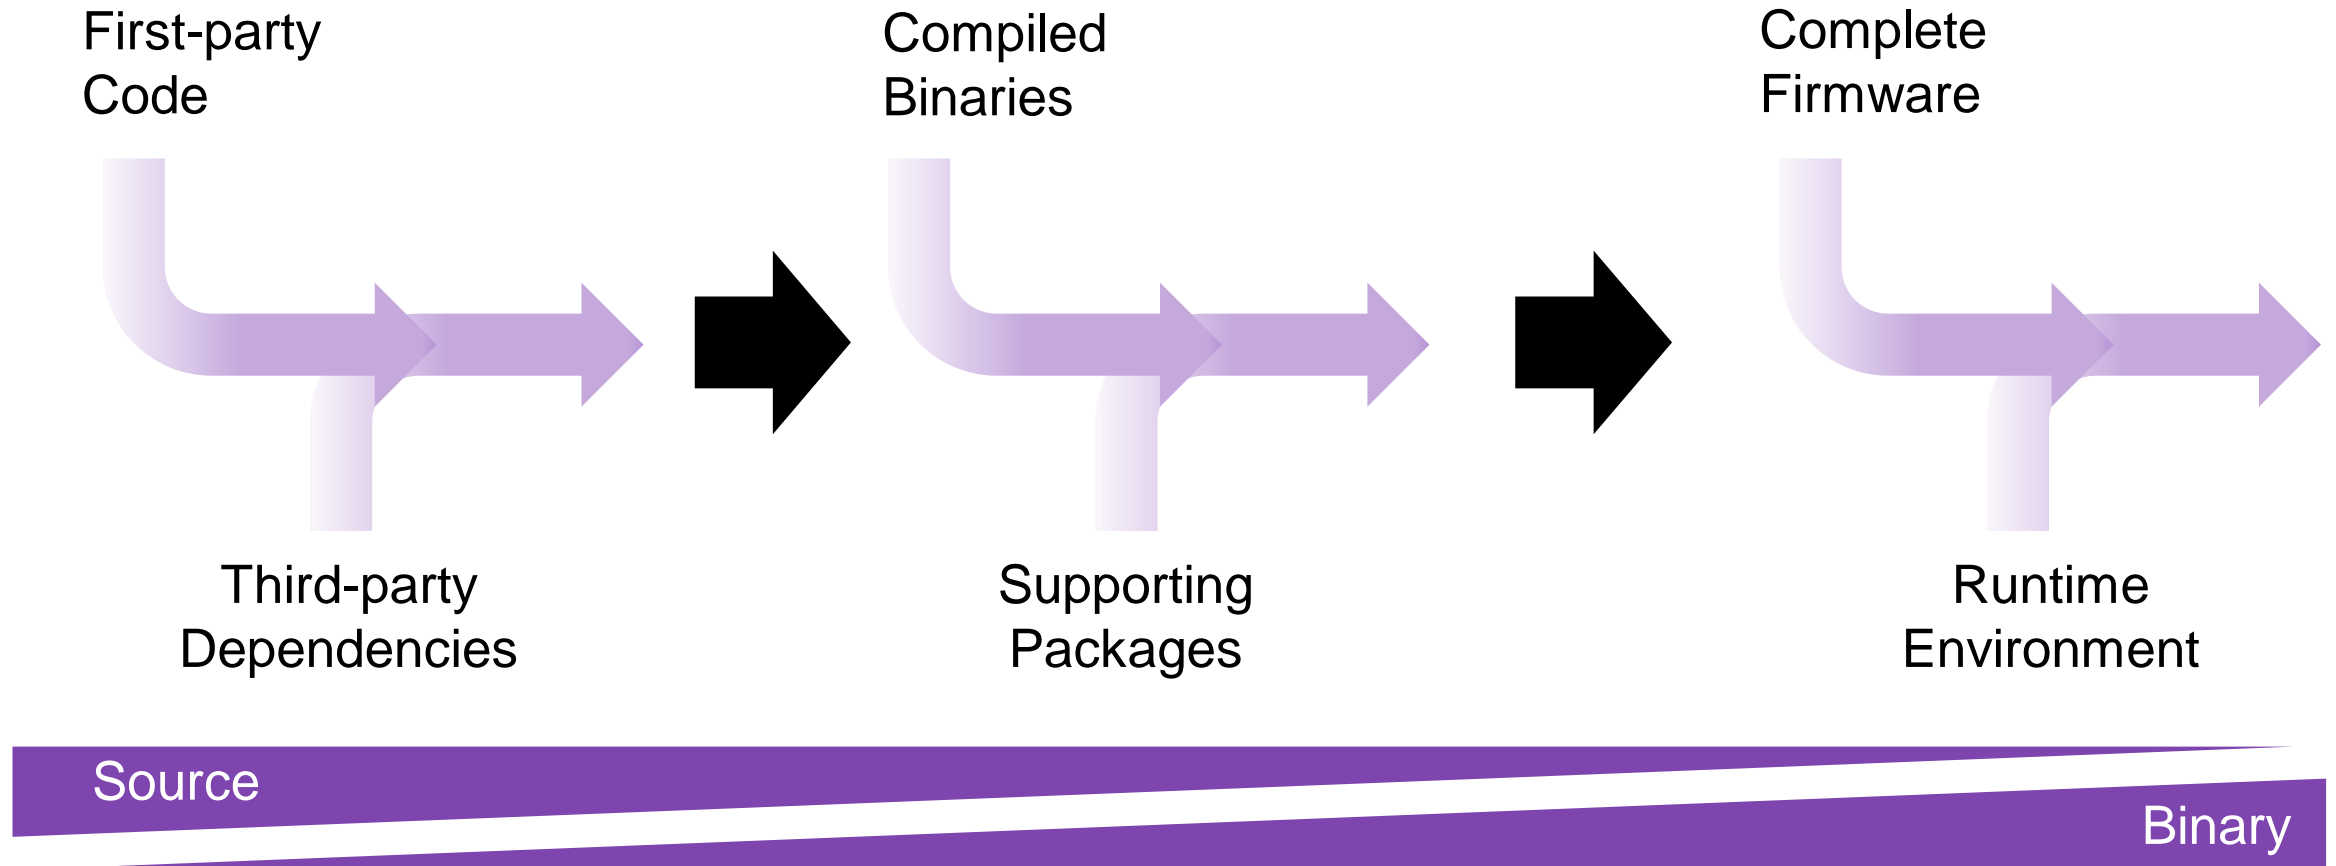 First-party
Code
Compiled
Binaries
Complete
Firmware
Third-party
Dependencies
Supporting
Packages
Runtime
Environment
Source
Binary